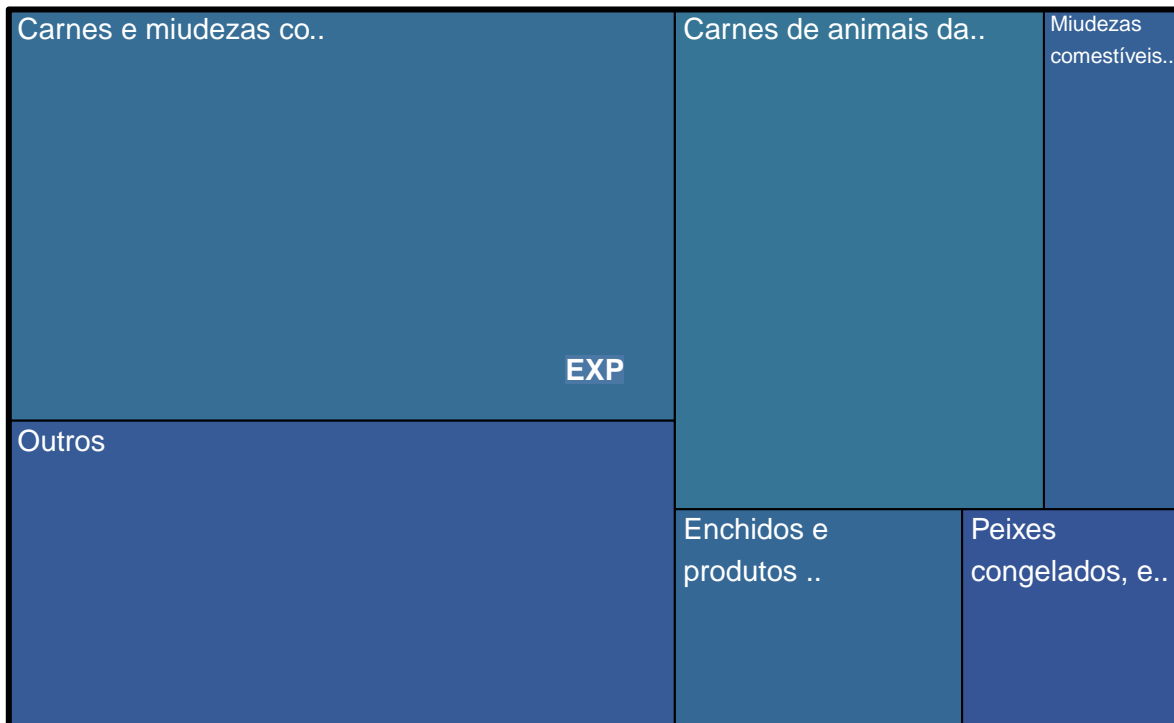 Carnes e miudezas co..
Carnes de animais da..
Miudezas
comestíveis..
EXP
Outros
Enchidos e
produtos ..
Peixes
congelados, e..